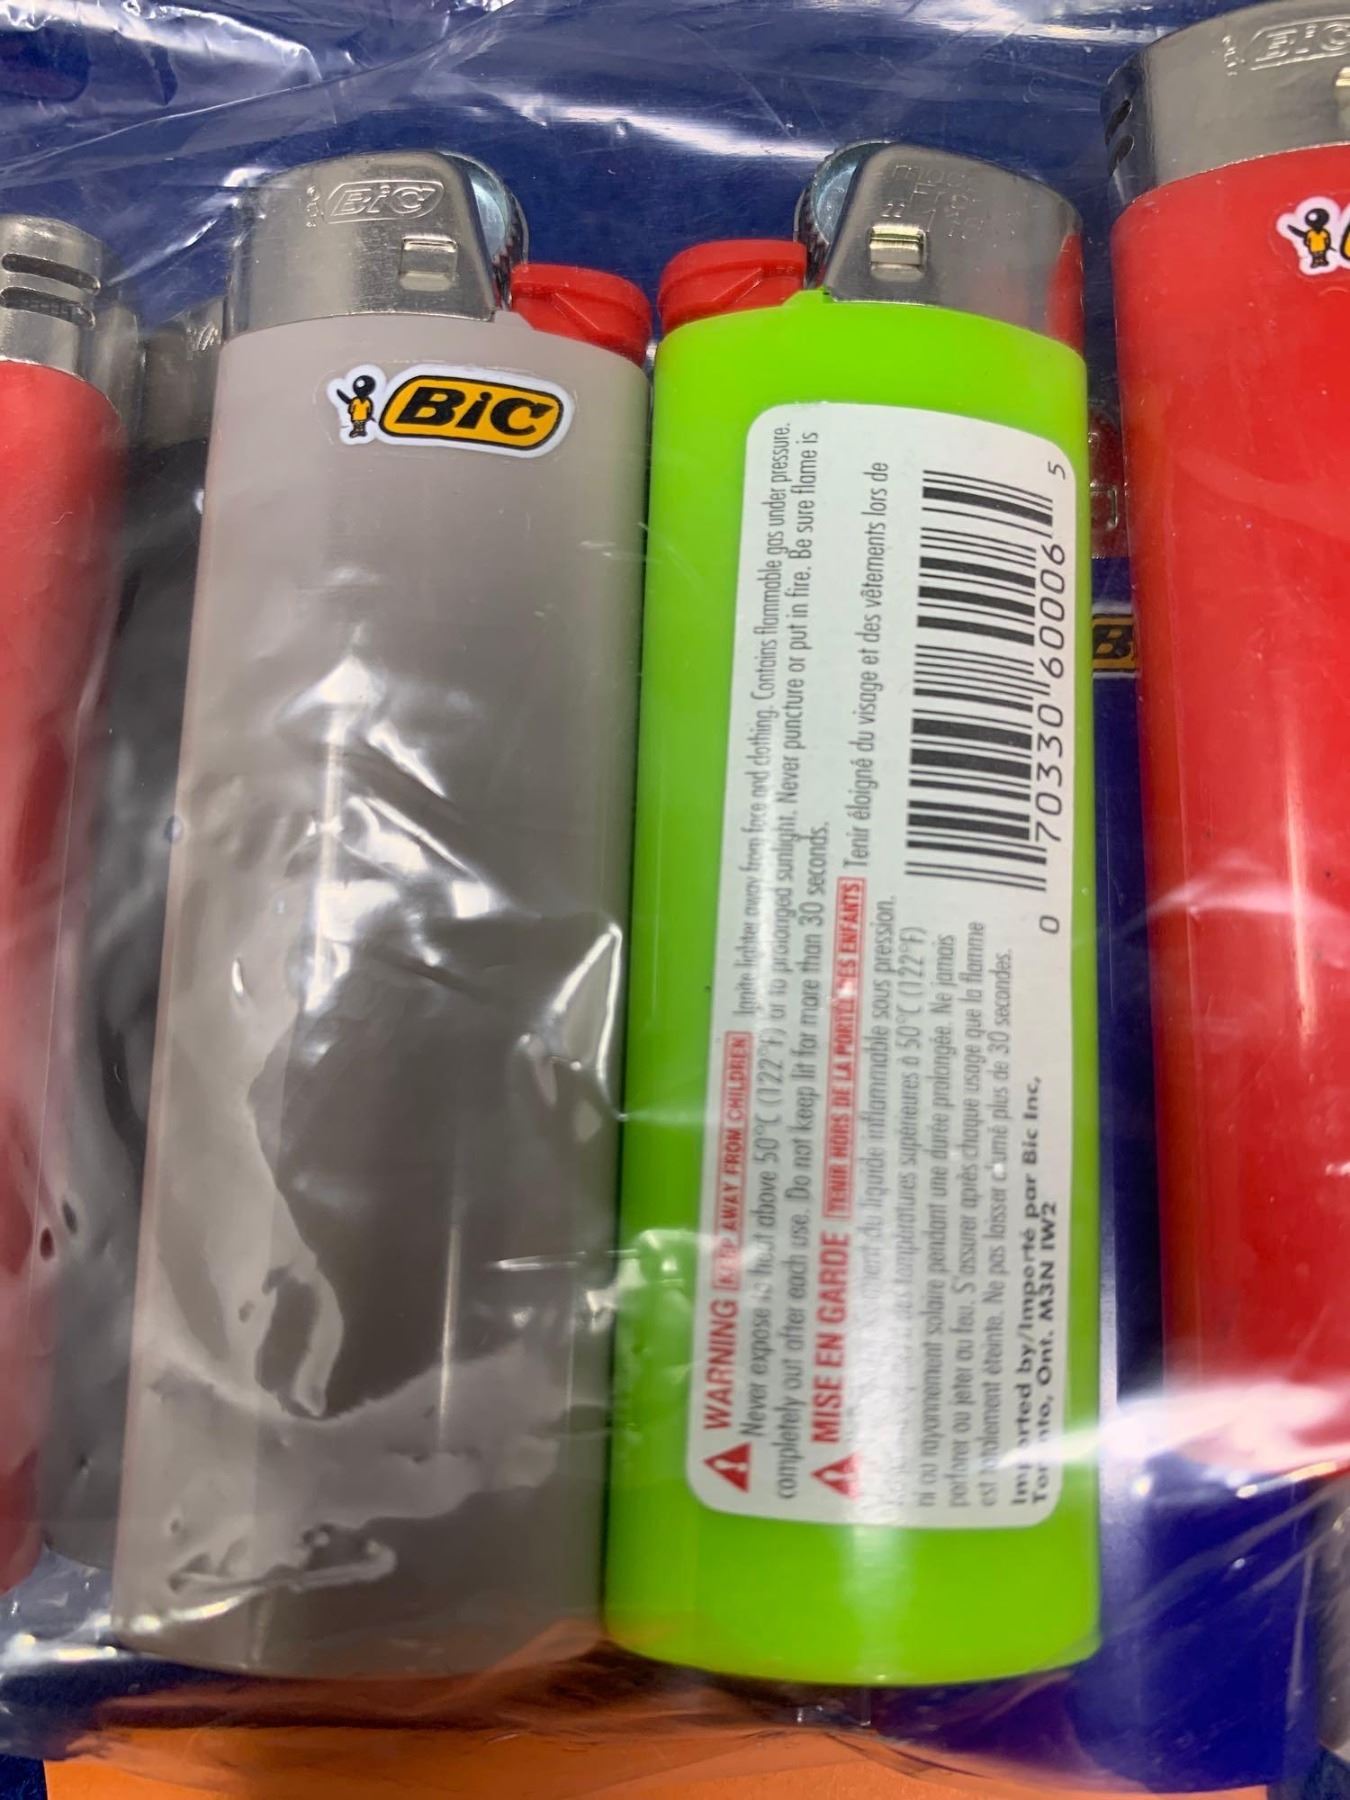 BiC
BiC
BiC
WARNING KEEP AWAY FROM CHILDREN Ignite lighter away from face and clothing. Contains flammable gas under pressure.
Never expose to heat above 50°C (122°F) or to prolonged sunlight. Never puncture or put in fire. Be sure flame is
completely out after each use. Do not keep lit for more than 30 seconds.
MISE EN GARDE TENIR HORS DE LA PORTÉE DES ENFANTS Tenir éloigné du visage et des vêtements lors de
du liquide inflammable sous pression.
températures supérieures à 50°C (122°F)
ni au rayonnement solaire pendant une durée prolongée. Ne jamais
perforer ou jeter au feu. S'assurer après chaque usage que la flamme
est totalement éteinte. Ne pas laisser allumé plus de 30 secondes.
Imported by/Importé par Bic Inc,
Toronto, Ont. M3N 1W2
0 70330 60006 5